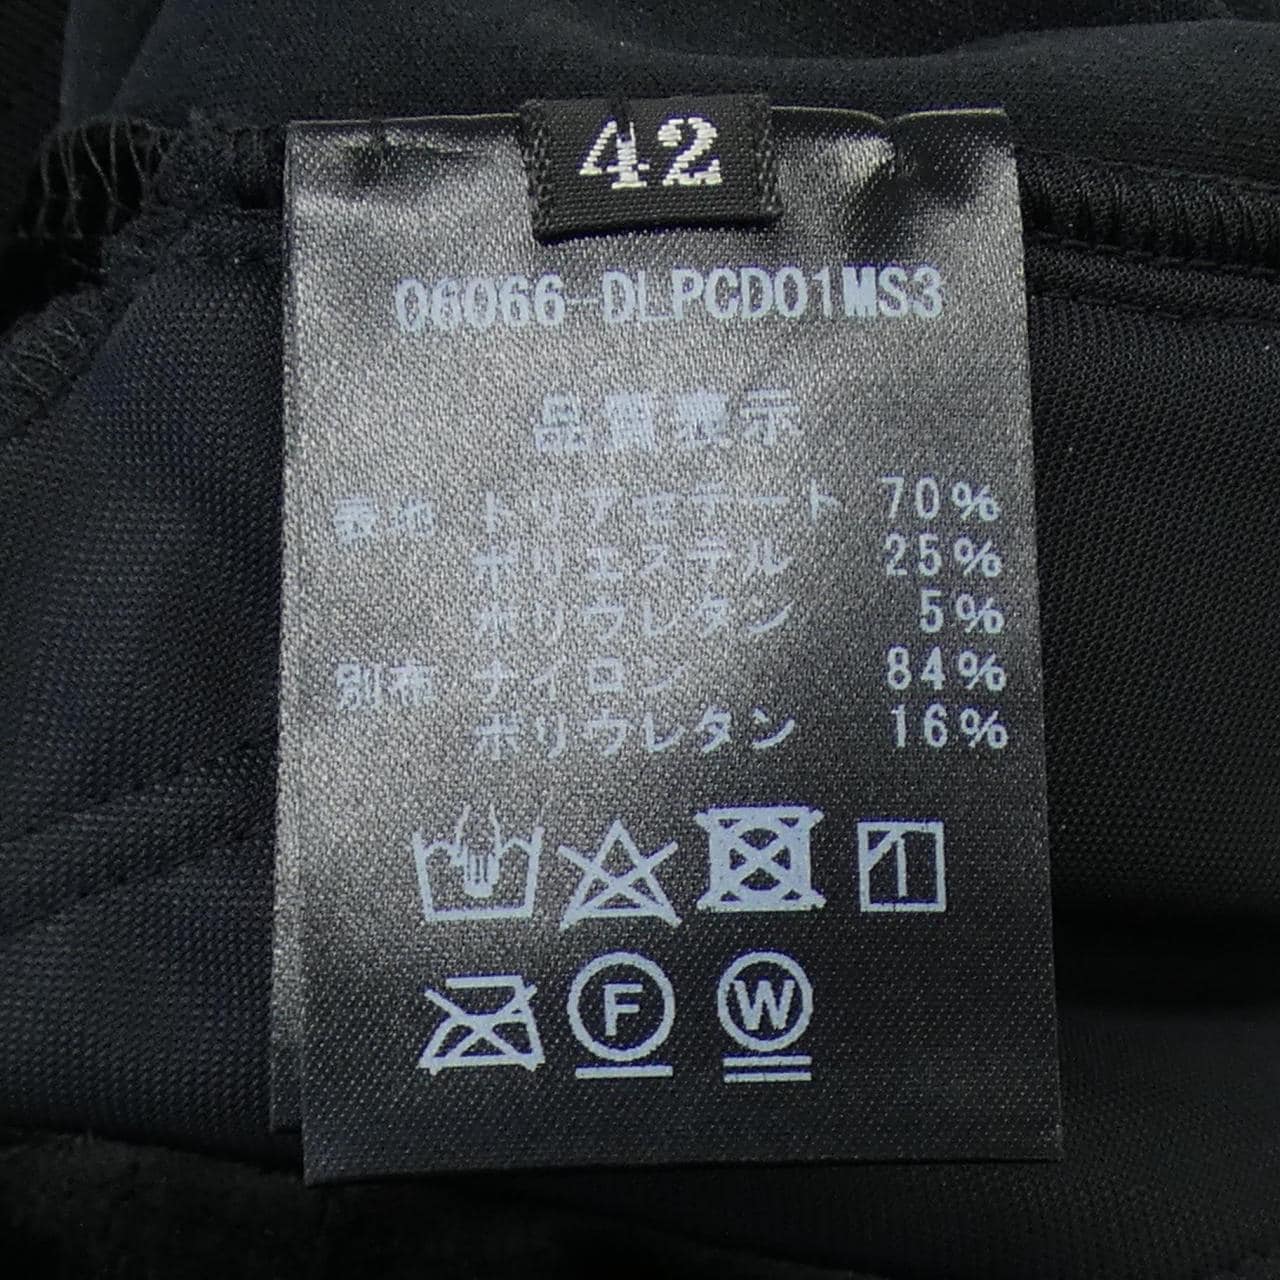 42
06066-DLPCD01MS3
品質表示
表地 トリアセテート 70%
ポリエステル 25%
ポリウレタン 5%
別布 ナイロン 84%
ポリウレタン 16%
F W